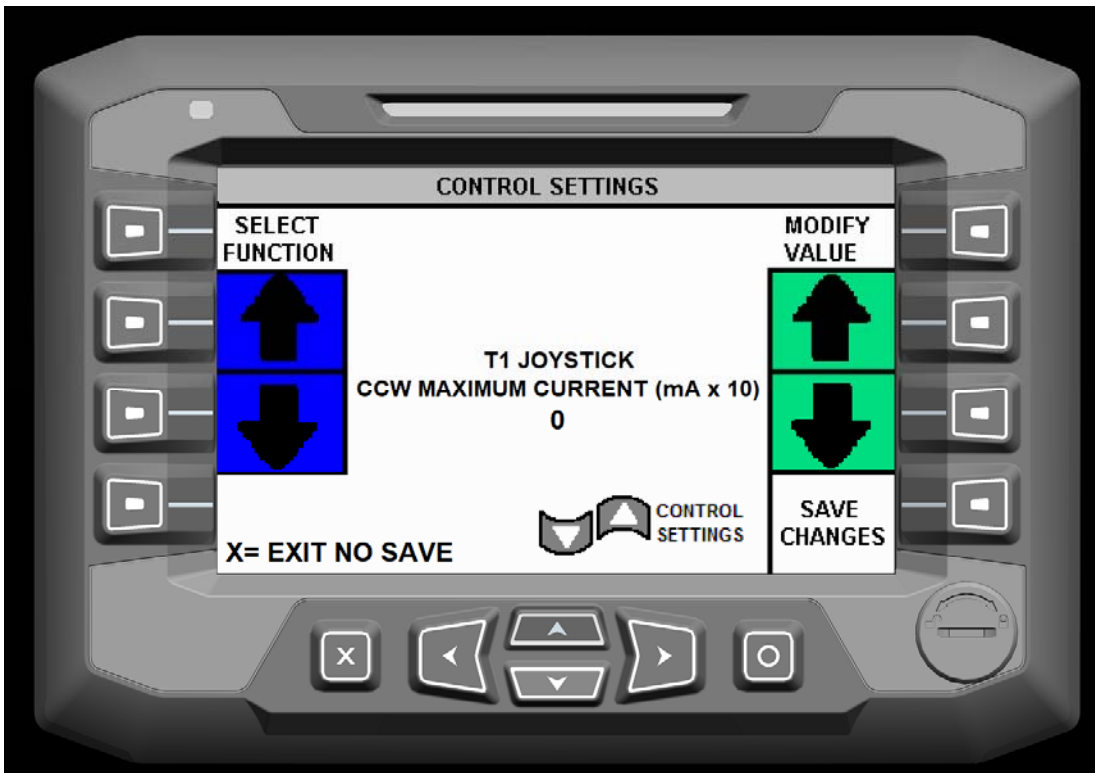 CONTROL SETTINGS
SELECT
FUNCTION
MODIFY
VALUE
T1 JOYSTICK
CCW MAXIMUM CURRENT (mA x 10)
0
CONTROL
SETTINGS
SAVE
CHANGES
X= EXIT NO SAVE
X
O